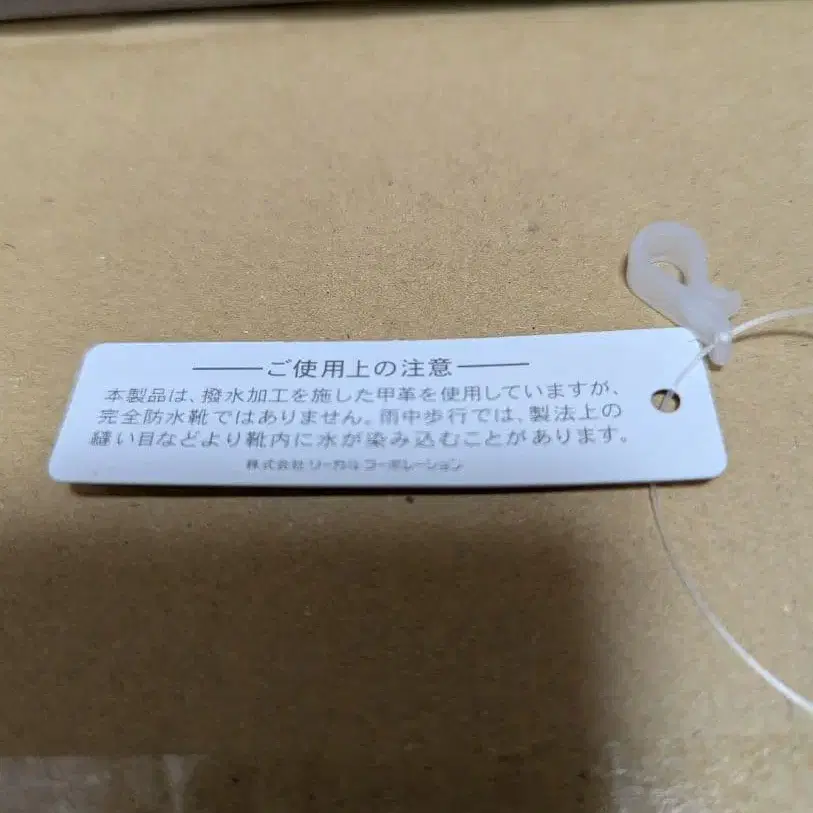 ご使用上の注意
本製品は、撥水加工を施した甲革を使用していますが、
完全防水靴ではありません。雨中歩行では、製法上の
縫い目などより靴内に水が染み込むことがあります。
株式会社 リーガル コーポレーション